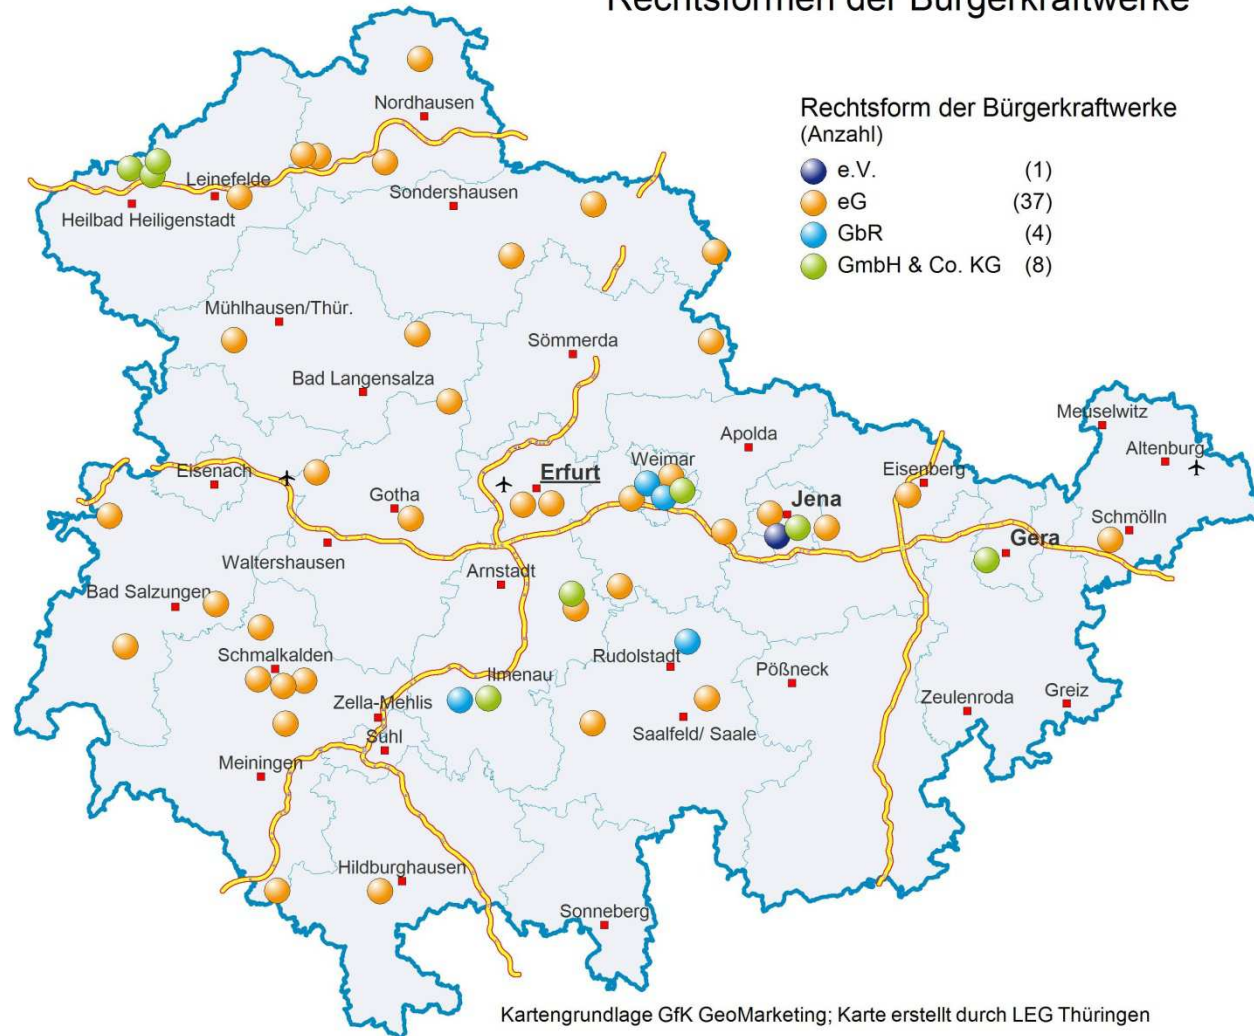 Rechtsformen der Bürgerkraftwerke
Rechtsform der Bürgerkraftwerke
(Anzahl)
e.V. (1)
eG (37)
GbR (4)
GmbH & Co. KG (8)
Nordhausen
Leinefelde
Heilbad Heiligenstadt
Sondershausen
Mühlhausen/Thür.
Sömmerda
Bad Langensalza
Meuselwitz
Apolda
Altenburg
Eisenach
Erfurt
Weimar
Eisenberg
Gotha
Jena
Schmölln
Gera
Waltershausen
Arnstadt
Bad Salzungen
Schmalkalden
Rudolstadt
Pößneck
Ilmenau
Zella-Mehlis
Zeulenroda
Greiz
Suhl
Saalfeld/ Saale
Meiningen
Hildburghausen
Sonneberg
Kartengrundlage GfK GeoMarketing; Karte erstellt durch LEG Thüringen